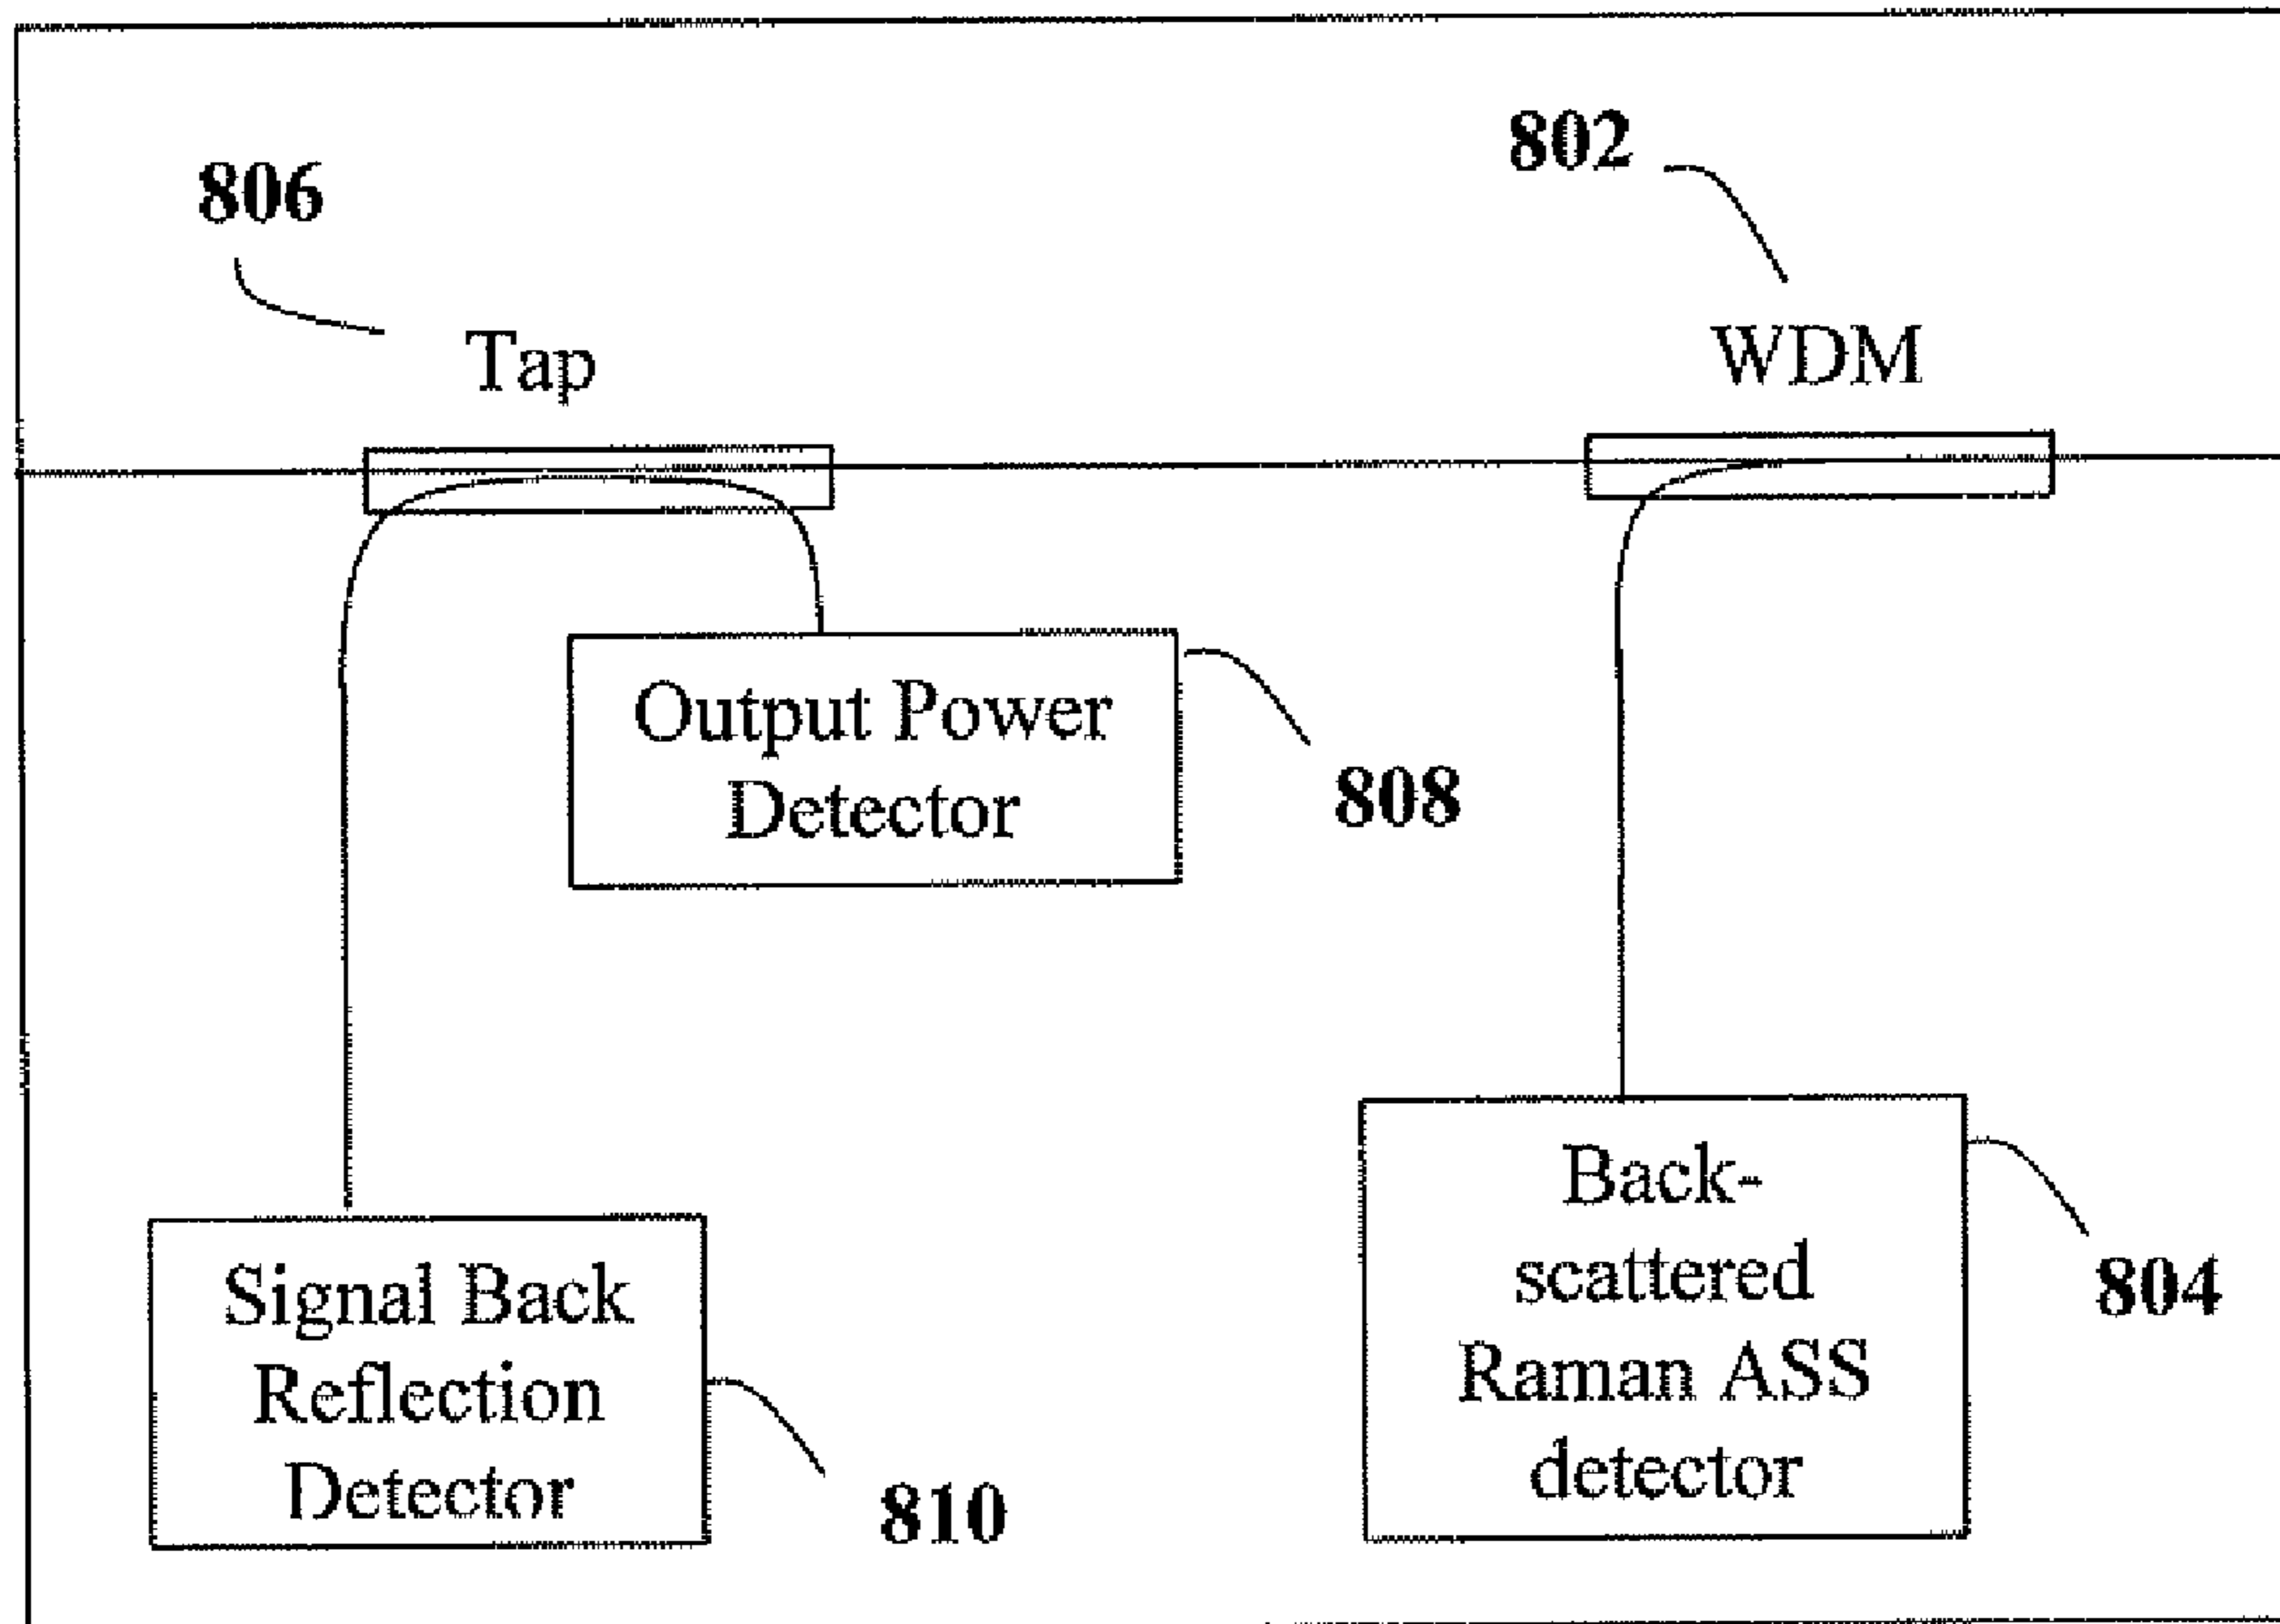 802
806
Tap
WDM
Output Power
Detector
808
Back-
scattered
Raman ASS
detector
804
Signal Back
Reflection
Detector
810